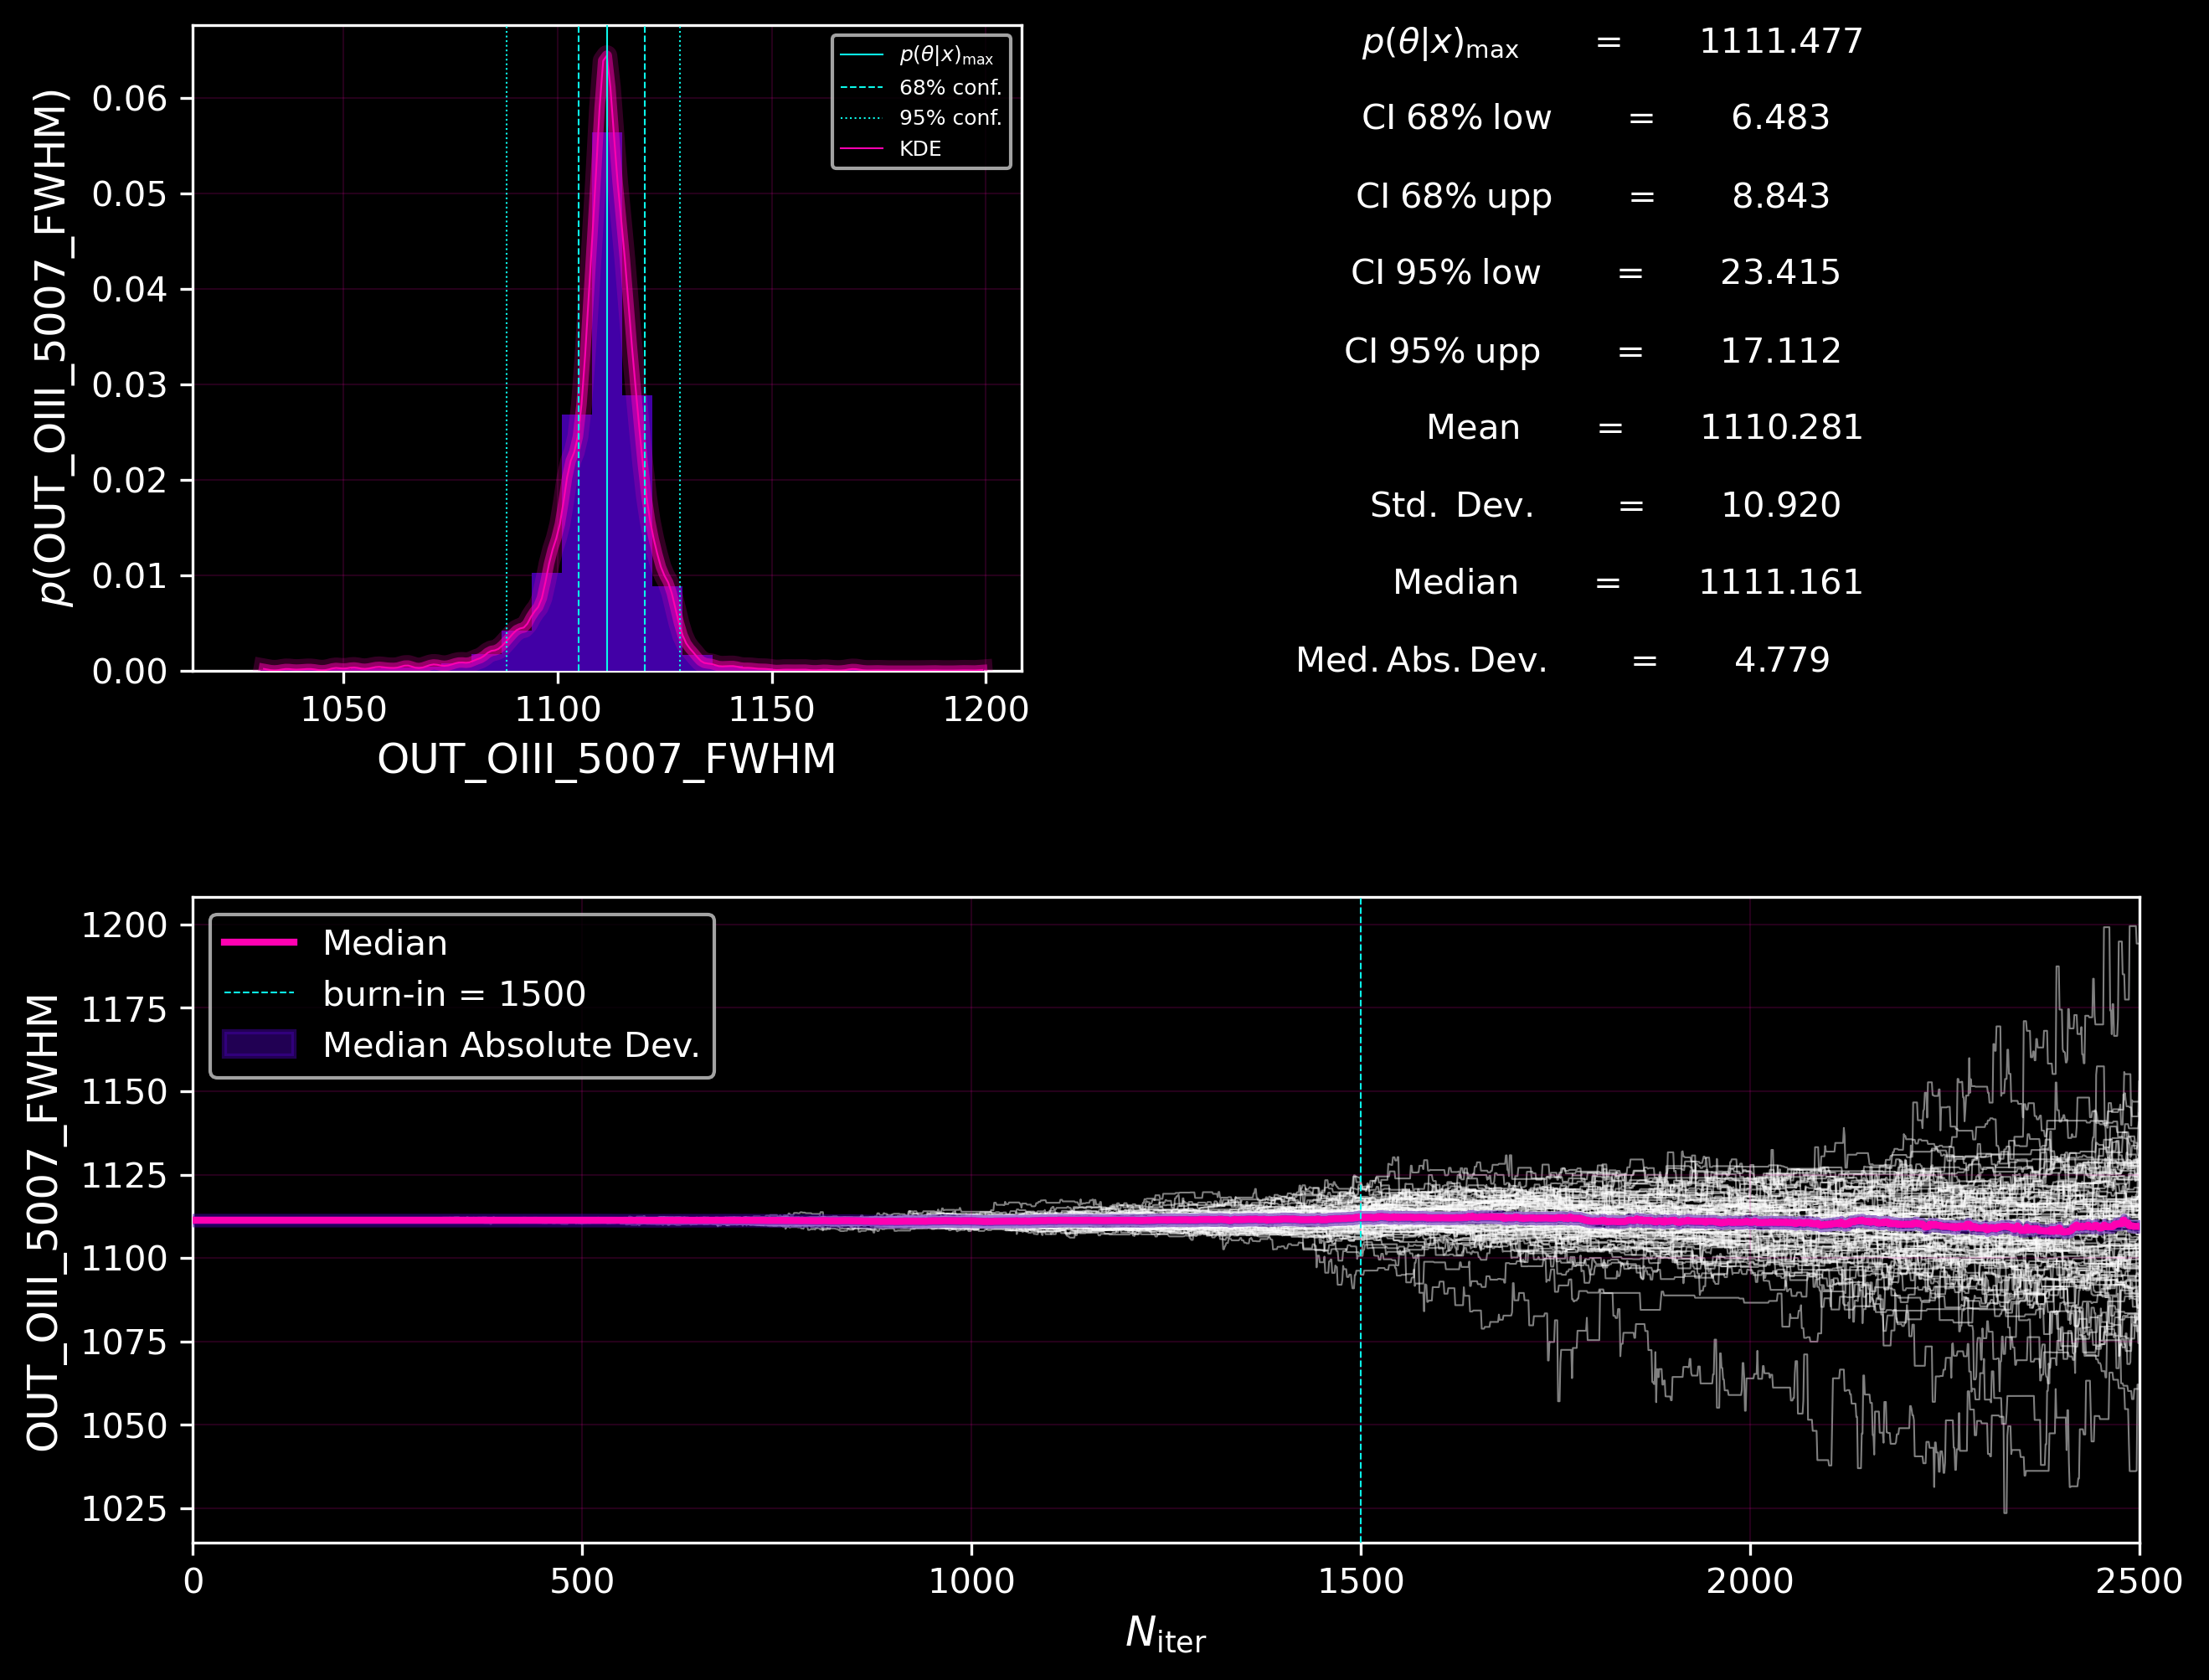 p(OUT_OIII_5007_FWHM)
0.06
0.05
0.04
0.03
0.02
0.01
0.00
1050 1100 1150 1200
OUT_OIII_5007_FWHM
p(θ|x)max
68% conf.
95% conf.
KDE
p(θ|x)max = 1111.477
CI 68% low = 6.483
CI 68% upp = 8.843
CI 95% low = 23.415
CI 95% upp = 17.112
Mean = 1110.281
Std. Dev. = 10.920
Median = 1111.161
Med. Abs. Dev. = 4.779
OUT_OIII_5007_FWHM
1200
1175
1150
1125
1100
1075
1050
1025
Median
burn-in = 1500
Median Absolute Dev.
0 500 1000 1500 2000 2500
Niter